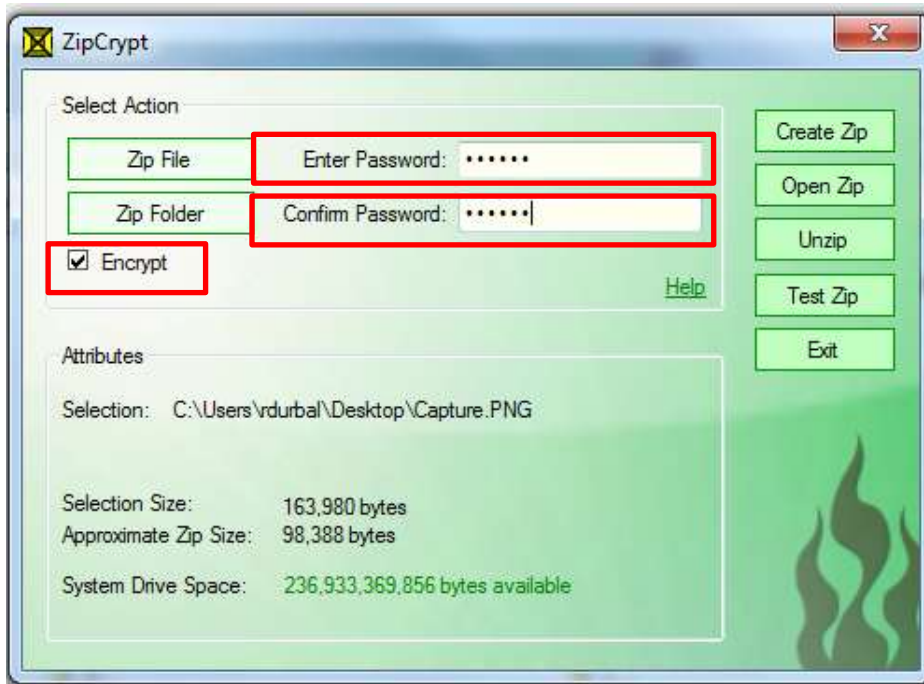 ZipCrypt
Select Action
Zip File
Enter Password: ••••••
Zip Folder
Confirm Password: ••••••
Encrypt
Help
Create Zip
Open Zip
Unzip
Test Zip
Exit
Attributes
Selection: C:\Users\rdurbal\Desktop\Capture.PNG
Selection Size: 163,980 bytes
Approximate Zip Size: 98,388 bytes
System Drive Space: 236,933,369,856 bytes available